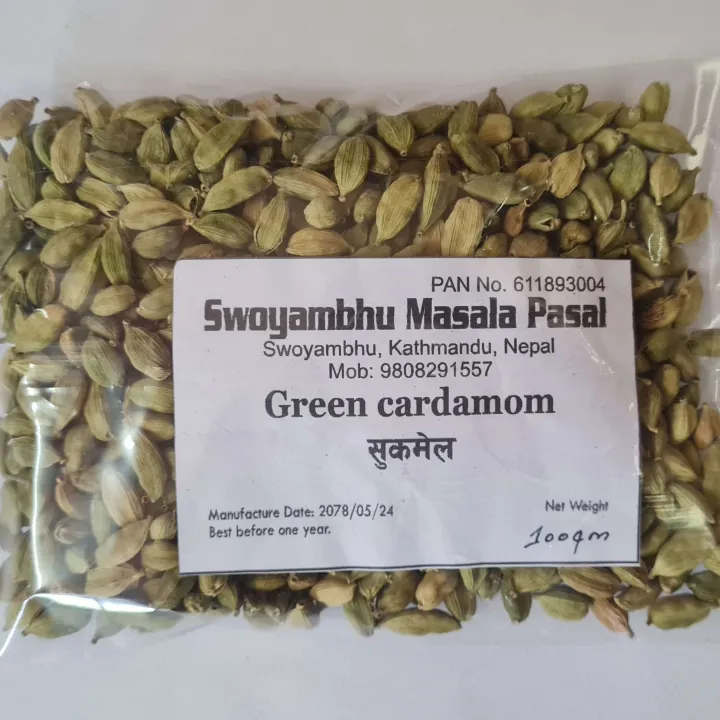 PAN No. 611893004
Swoyambhu Masala Pasal
Swoyambhu, Kathmandu, Nepal
Mob: 9808291557
Green cardamom
सुकमेल
Manufacture Date: 2078/05/24
Best before one year.
Net Weight
100gm